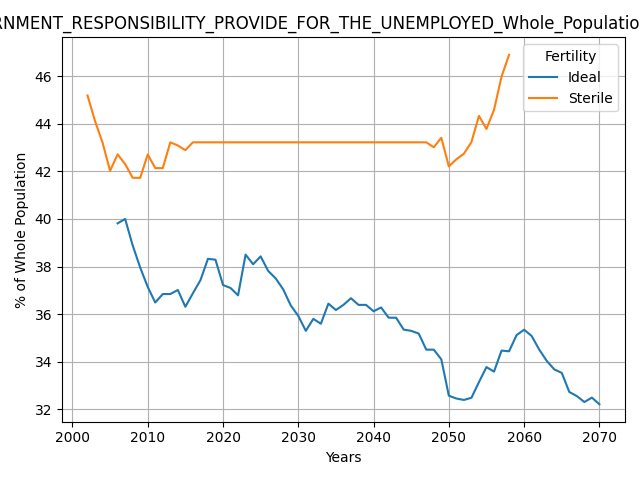 RNMENT_RESPONSIBILITY_PROVIDE_FOR_THE_UNEMPLOYED_Whole_Populatio
Fertility
Ideal
Sterile
% of Whole Population
46
44
42
40
38
36
34
32
2000 2010 2020 2030 2040 2050 2060 2070
Years